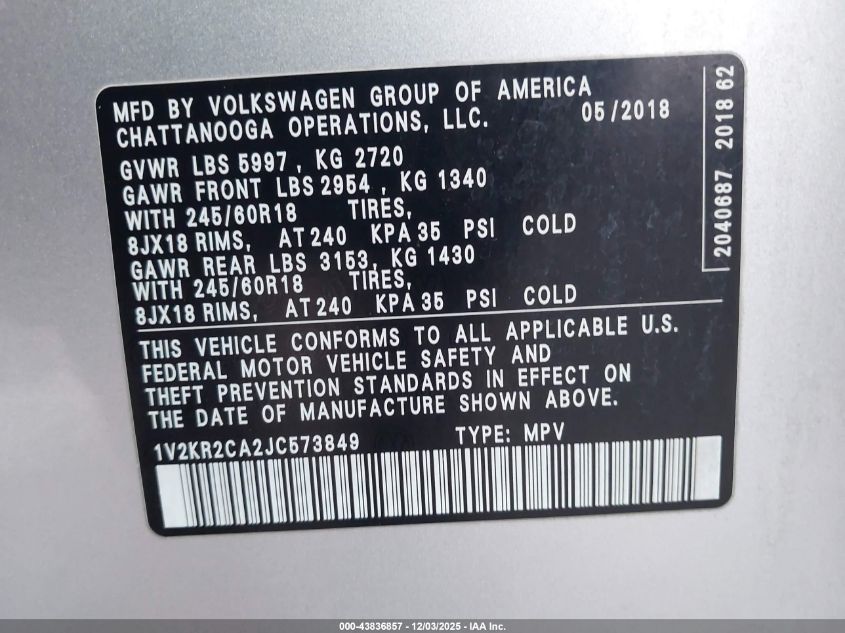 MFD BY VOLKSWAGEN GROUP OF AMERICA
CHATTANOOGA OPERATIONS, LLC. 05/2018
GVWR LBS 5997, KG 2720
GAWR FRONT LBS 2954, KG 1340
WITH 245/60R18 TIRES,
8JX18 RIMS, AT 240 KPA 35 PSI COLD
GAWR REAR LBS 3153, KG 1430
WITH 245/60R18 TIRES,
8JX18 RIMS, AT 240 KPA 35 PSI COLD
THIS VEHICLE CONFORMS TO ALL APPLICABLE U.S.
FEDERAL MOTOR VEHICLE SAFETY AND
THEFT PREVENTION STANDARDS IN EFFECT ON
THE DATE OF MANUFACTURE SHOWN ABOVE.
1V2KR2CA2JC573849 TYPE: MPV
2040687 2018 62
000-43836857 - 12/03/2025 - IAA Inc.